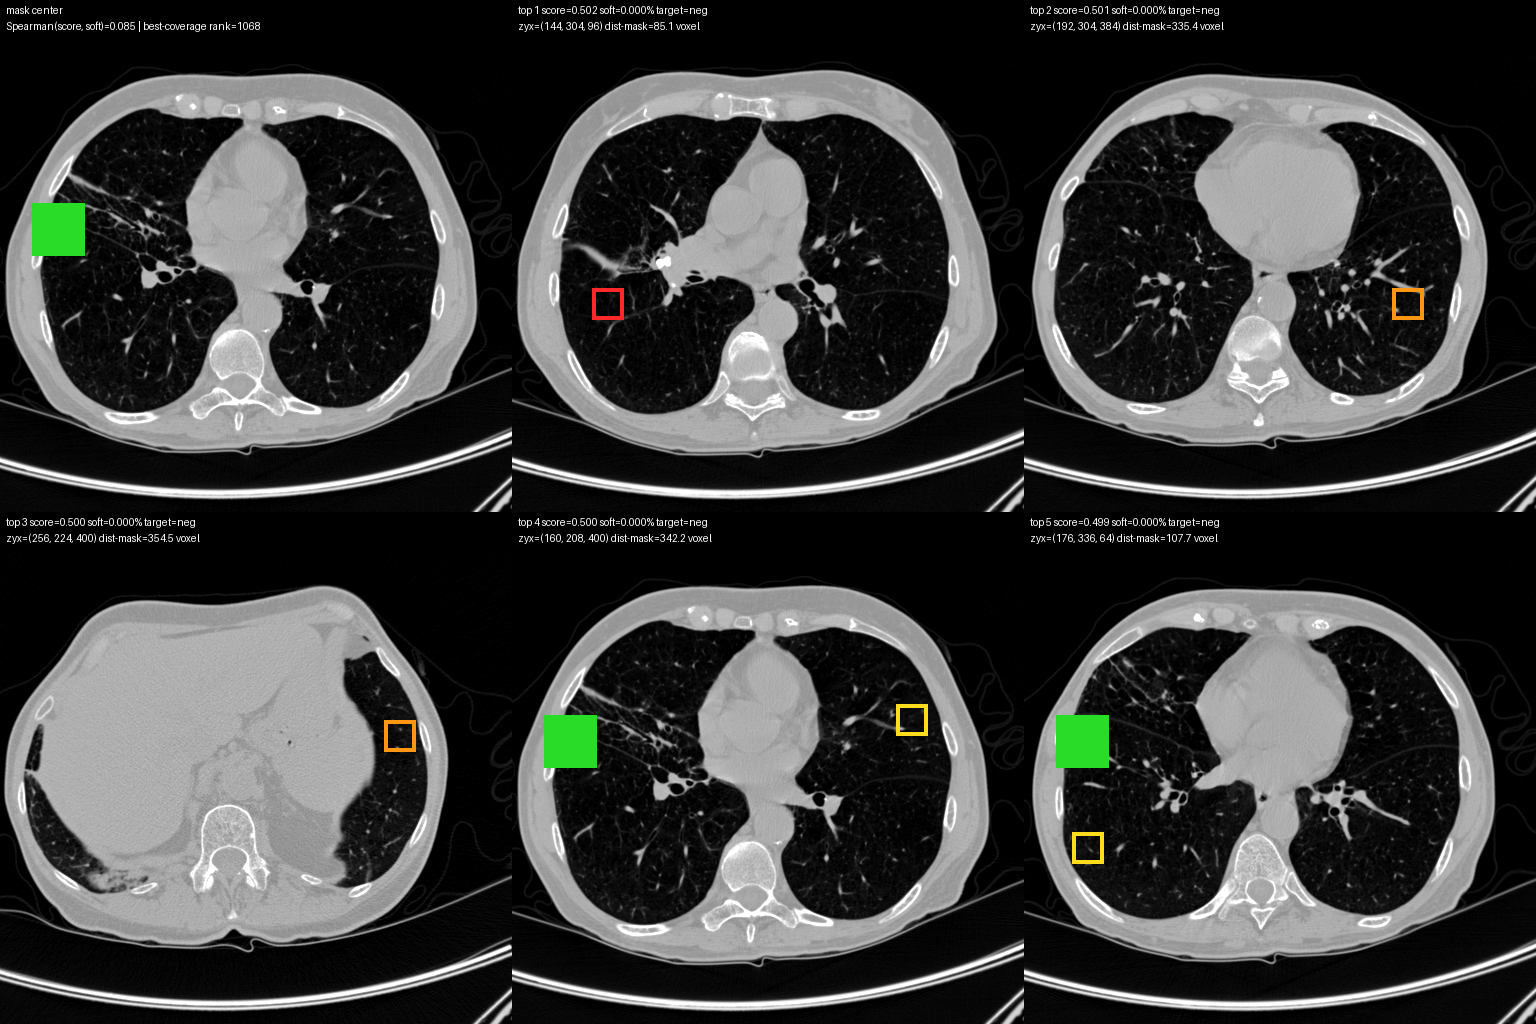 mask center
Spearman(score, soft)=0.085 | best-coverage rank=1068
top 1 score=0.502 soft=0.000% target=neg
zyx=(144, 304, 96) dist-mask=85.1 voxel
top 2 score=0.501 soft=0.000% target=neg
zyx=(192, 304, 384) dist-mask=335.4 voxel
top 3 score=0.500 soft=0.000% target=neg
zyx=(256, 224, 400) dist-mask=354.5 voxel
top 4 score=0.500 soft=0.000% target=neg
zyx=(160, 208, 400) dist-mask=342.2 voxel
top 5 score=0.499 soft=0.000% target=neg
zyx=(176, 336, 64) dist-mask=107.7 voxel